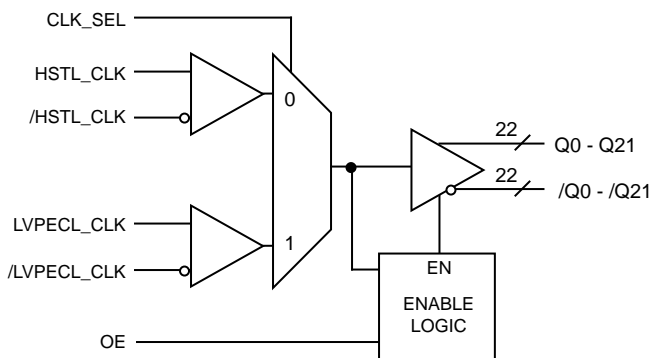 CLK_SEL
HSTL_CLK
/HSTL_CLK
0
22
Q0 - Q21
22
/Q0 - /Q21
LVPECL_CLK
/LVPECL_CLK
1
EN
ENABLE
LOGIC
OE